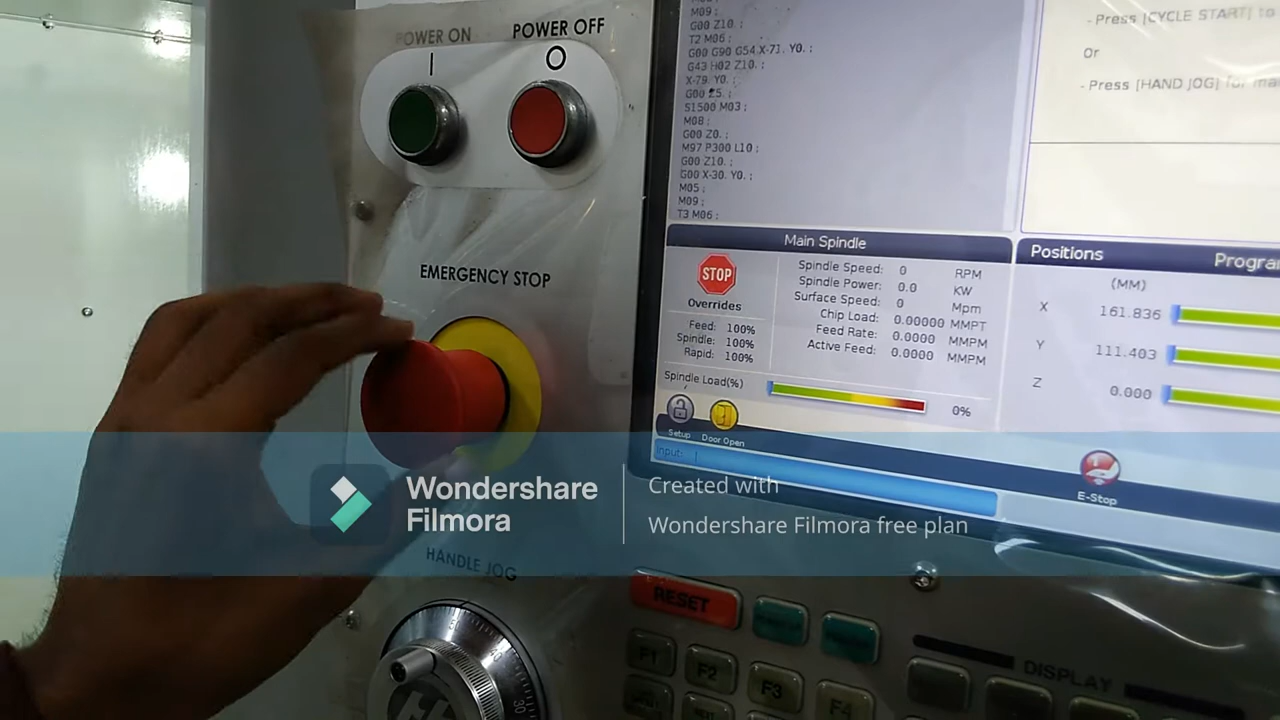 POWER ON
POWER OFF
EMERGENCY STOP
HANDLE JOG
M09 ;
G00 Z10. ;
T2 M06 ;
G00 G90 G54 X-71. Y0. ;
G43 H02 Z10. ;
X-79. Y0. ;
G00 Z5. ;
S1500 M03 ;
M08 ;
G00 Z0. ;
M97 P300 L10 ;
G00 Z10. ;
G00 X-30. Y0. ;
M05 ;
M09 ;
T3 M06 ;
- Press [CYCLE START] to
Or
- Press [HAND JOG] for
Main Spindle
STOP
Overrides
Feed: 100%
Spindle: 100%
Rapid: 100%
Spindle Speed: 0 RPM
Spindle Power: 0.0 KW
Surface Speed: 0 Mpm
Chip Load: 0.00000 MMPT
Feed Rate: 0.0000 MMPM
Active Feed: 0.0000 MMPM
Spindle Load(%) 0%
Setup
Door Open
Input:
Positions
(MM)
X 161.836
Y 111.403
Z 0.000
E-Stop
Wondershare
Filmora
Created with
Wondershare Filmora free plan
RESET
F1
F2
F3
F4
DISPLAY
30